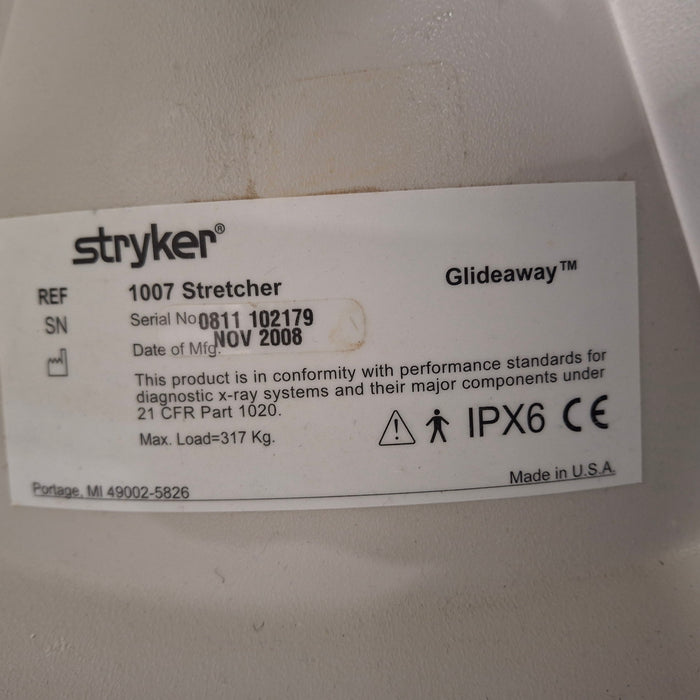 stryker®
Glideaway™
REF 1007 Stretcher
SN Serial No 0811 102179
Date of Mfg. NOV 2008
This product is in conformity with performance standards for
diagnostic x-ray systems and their major components under
21 CFR Part 1020.
Max. Load=317 Kg.
IPX6 CE
Portage, MI 49002-5826
Made in U.S.A.